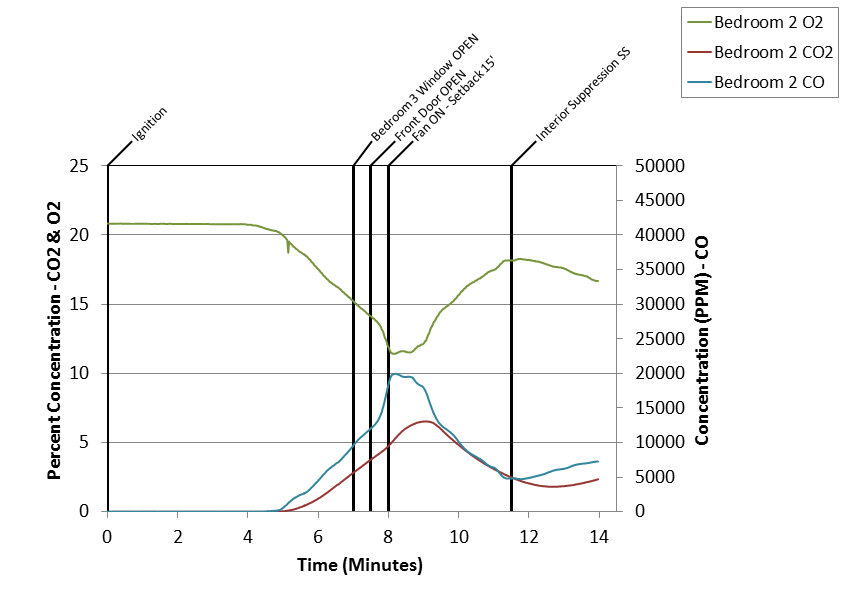 Bedroom 2 O2
Bedroom 2 CO2
Bedroom 2 CO
Ignition
Bedroom 3 Window OPEN
Front Door OPEN
Fan ON - Setback 15'
Interior Suppression SS
25
20
15
10
5
0
50000
45000
40000
35000
30000
25000
20000
15000
10000
5000
0
0 2 4 6 8 10 12 14
Percent Concentration - CO2 & O2
Concentration (PPM) - CO
Time (Minutes)